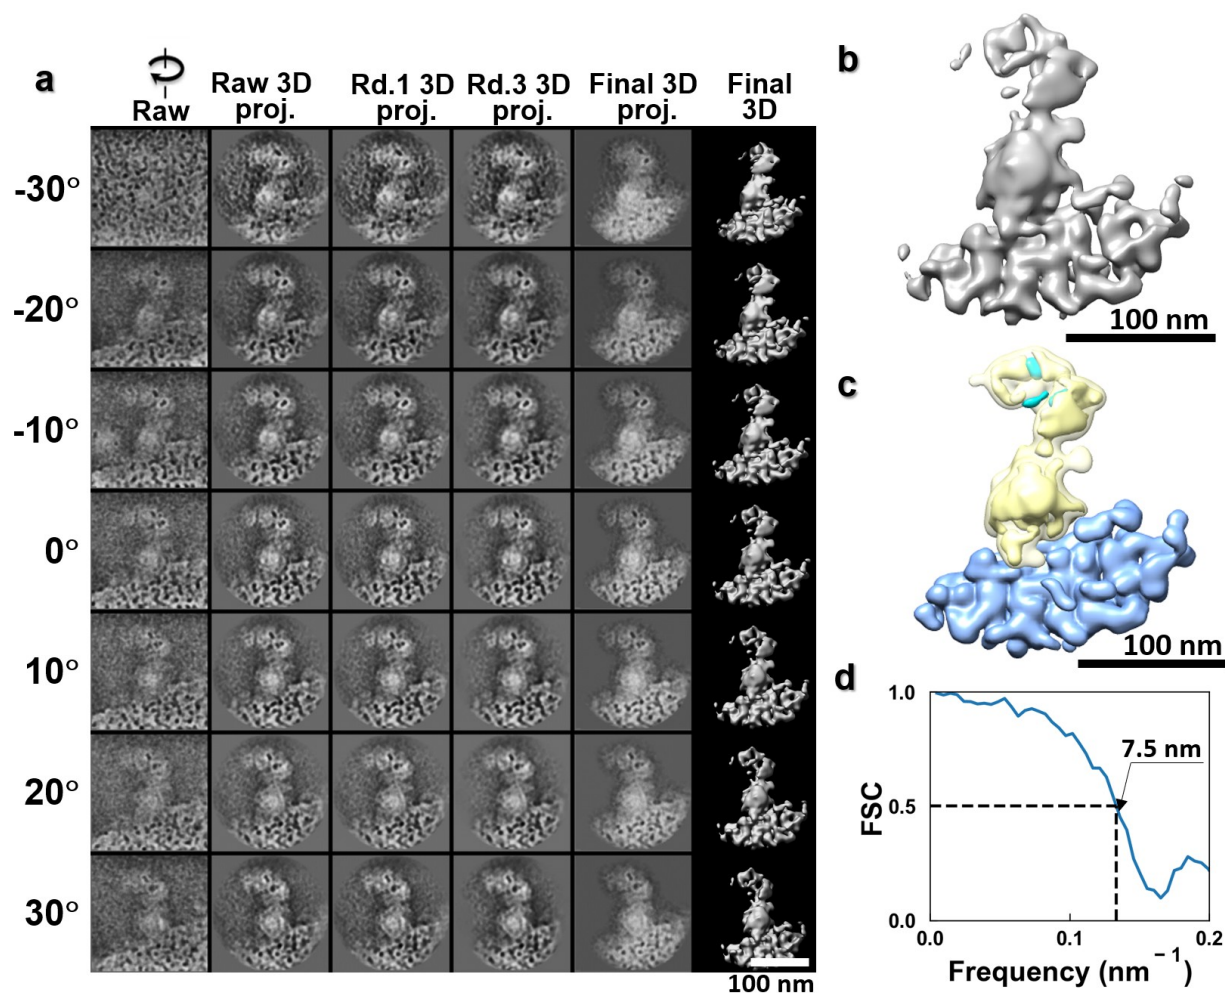 a
Raw
Raw 3D
proj.
Rd.1 3D
proj.
Rd.3 3D
proj.
Final 3D
proj.
Final
3D
-30°
-20°
-10°
0°
10°
20°
30°
100 nm
b
100 nm
c
100 nm
d
1.0
0.5
0.0
FSC
7.5 nm
0.0
0.1
0.2
Frequency (nm⁻¹)